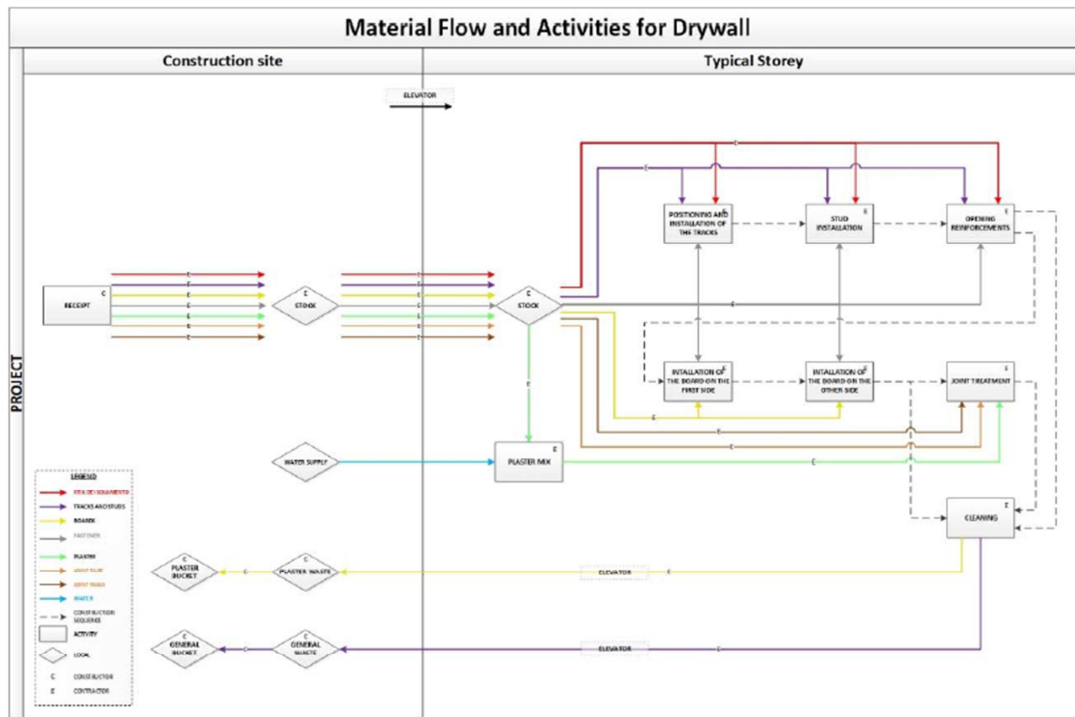 Material Flow and Activities for Drywall
Construction site
Typical Storey
PROJECT
ELEVATOR
C
RECEIPT
E
E
E
E
E
E
E
STOCK
E
E
E
E
E
E
E
STOCK
E
E
E
POSITIONING AND
INSTALLATION OF
THE TRACKS
E
STUD
INSTALLATION
E
OPENING
REINFORCEMENTS
E
E
E
INTALLATION OF
THE BOARD ON THE
FIRST SIDE
INTALLATION OF
THE BOARD ON THE
OTHER SIDE
JOINT TREATMENT
E
E
E
WATER SUPPLY
E
PLASTER MIX
E
E
CLEANING
C
PLASTER
BUCKET
C
C
PLASTER WASTE
ELEVATOR
E
C
GENERAL
BUCKET
C
C
GENERAL
WASTE
ELEVATOR
E
LEGEND
TRACKS AND STUDS
BOARDS
FASTENER
PLASTER
WATER
CONSTRUCTION
SEQUENCE
ACTIVITY
LOCAL
C CONSTRUCTOR
E CONTRACTOR